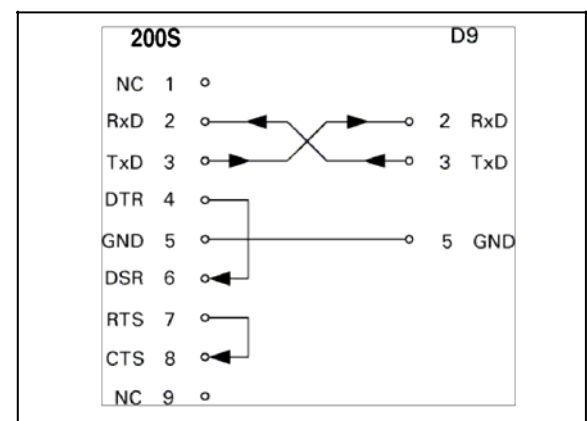 200S D9
NC 1
RxD 2 2 RxD
TxD 3 3 TxD
DTR 4
GND 5 5 GND
DSR 6
RTS 7
CTS 8
NC 9